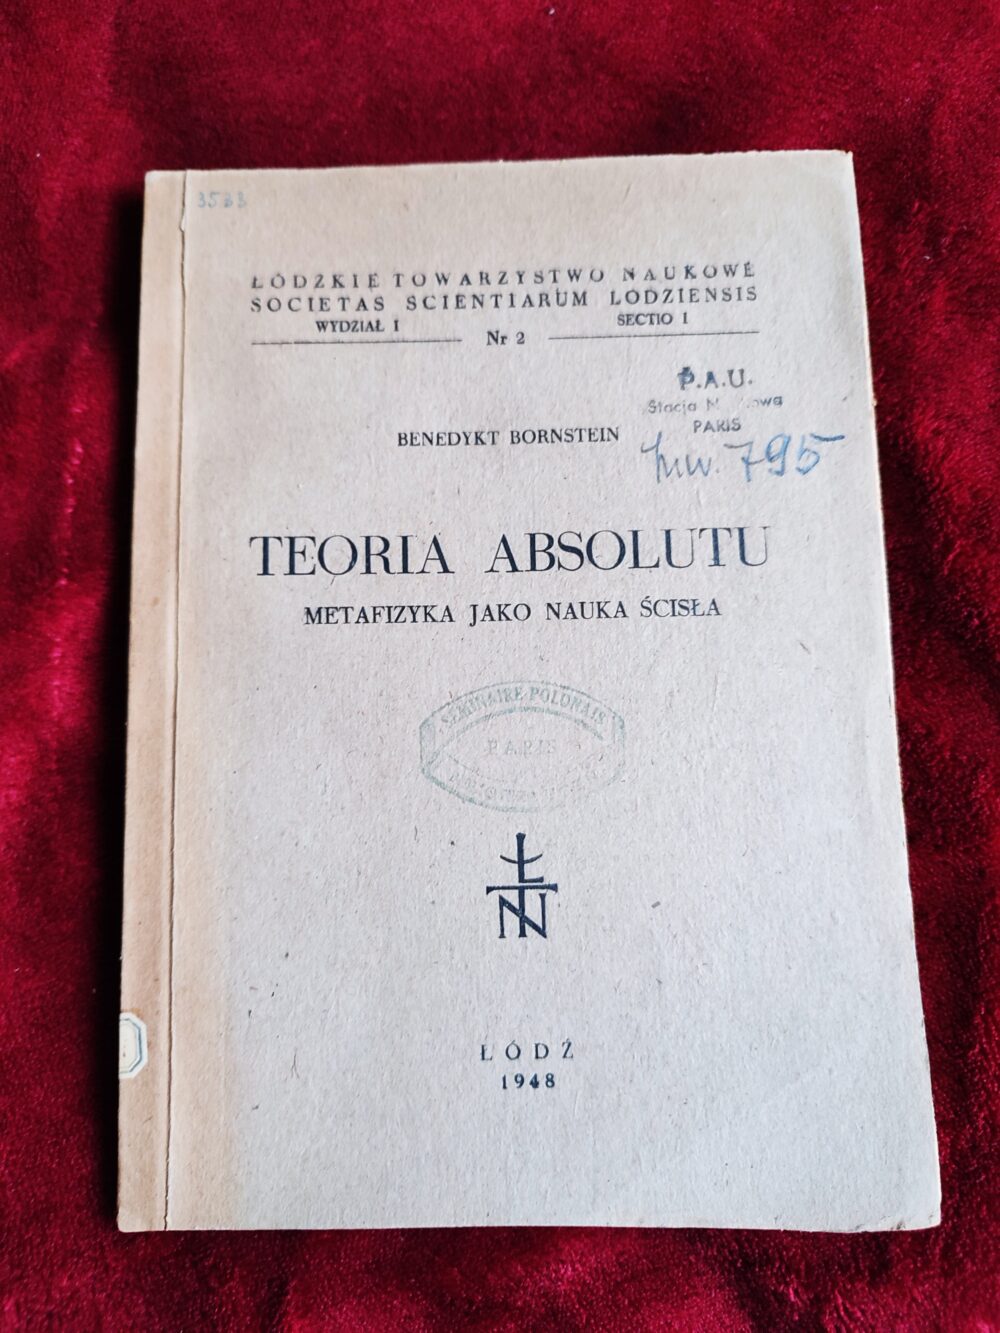 3533
ŁÓDZKIE TOWARZYSTWO NAUKOWE
SOCIETAS SCIENTIARUM LODZIENSIS
WYDZIAŁ I SECTIO I
Nr 2
P.A.U.
Stacja
PARIS
Inw. 795
BENEDYKT BORNSTEIN
TEORIA ABSOLUTU
METAFIZYKA JAKO NAUKA ŚCISŁA
SEMINAIRE POLONAIS
PARIS
ŁTN
ŁÓDŹ
1948